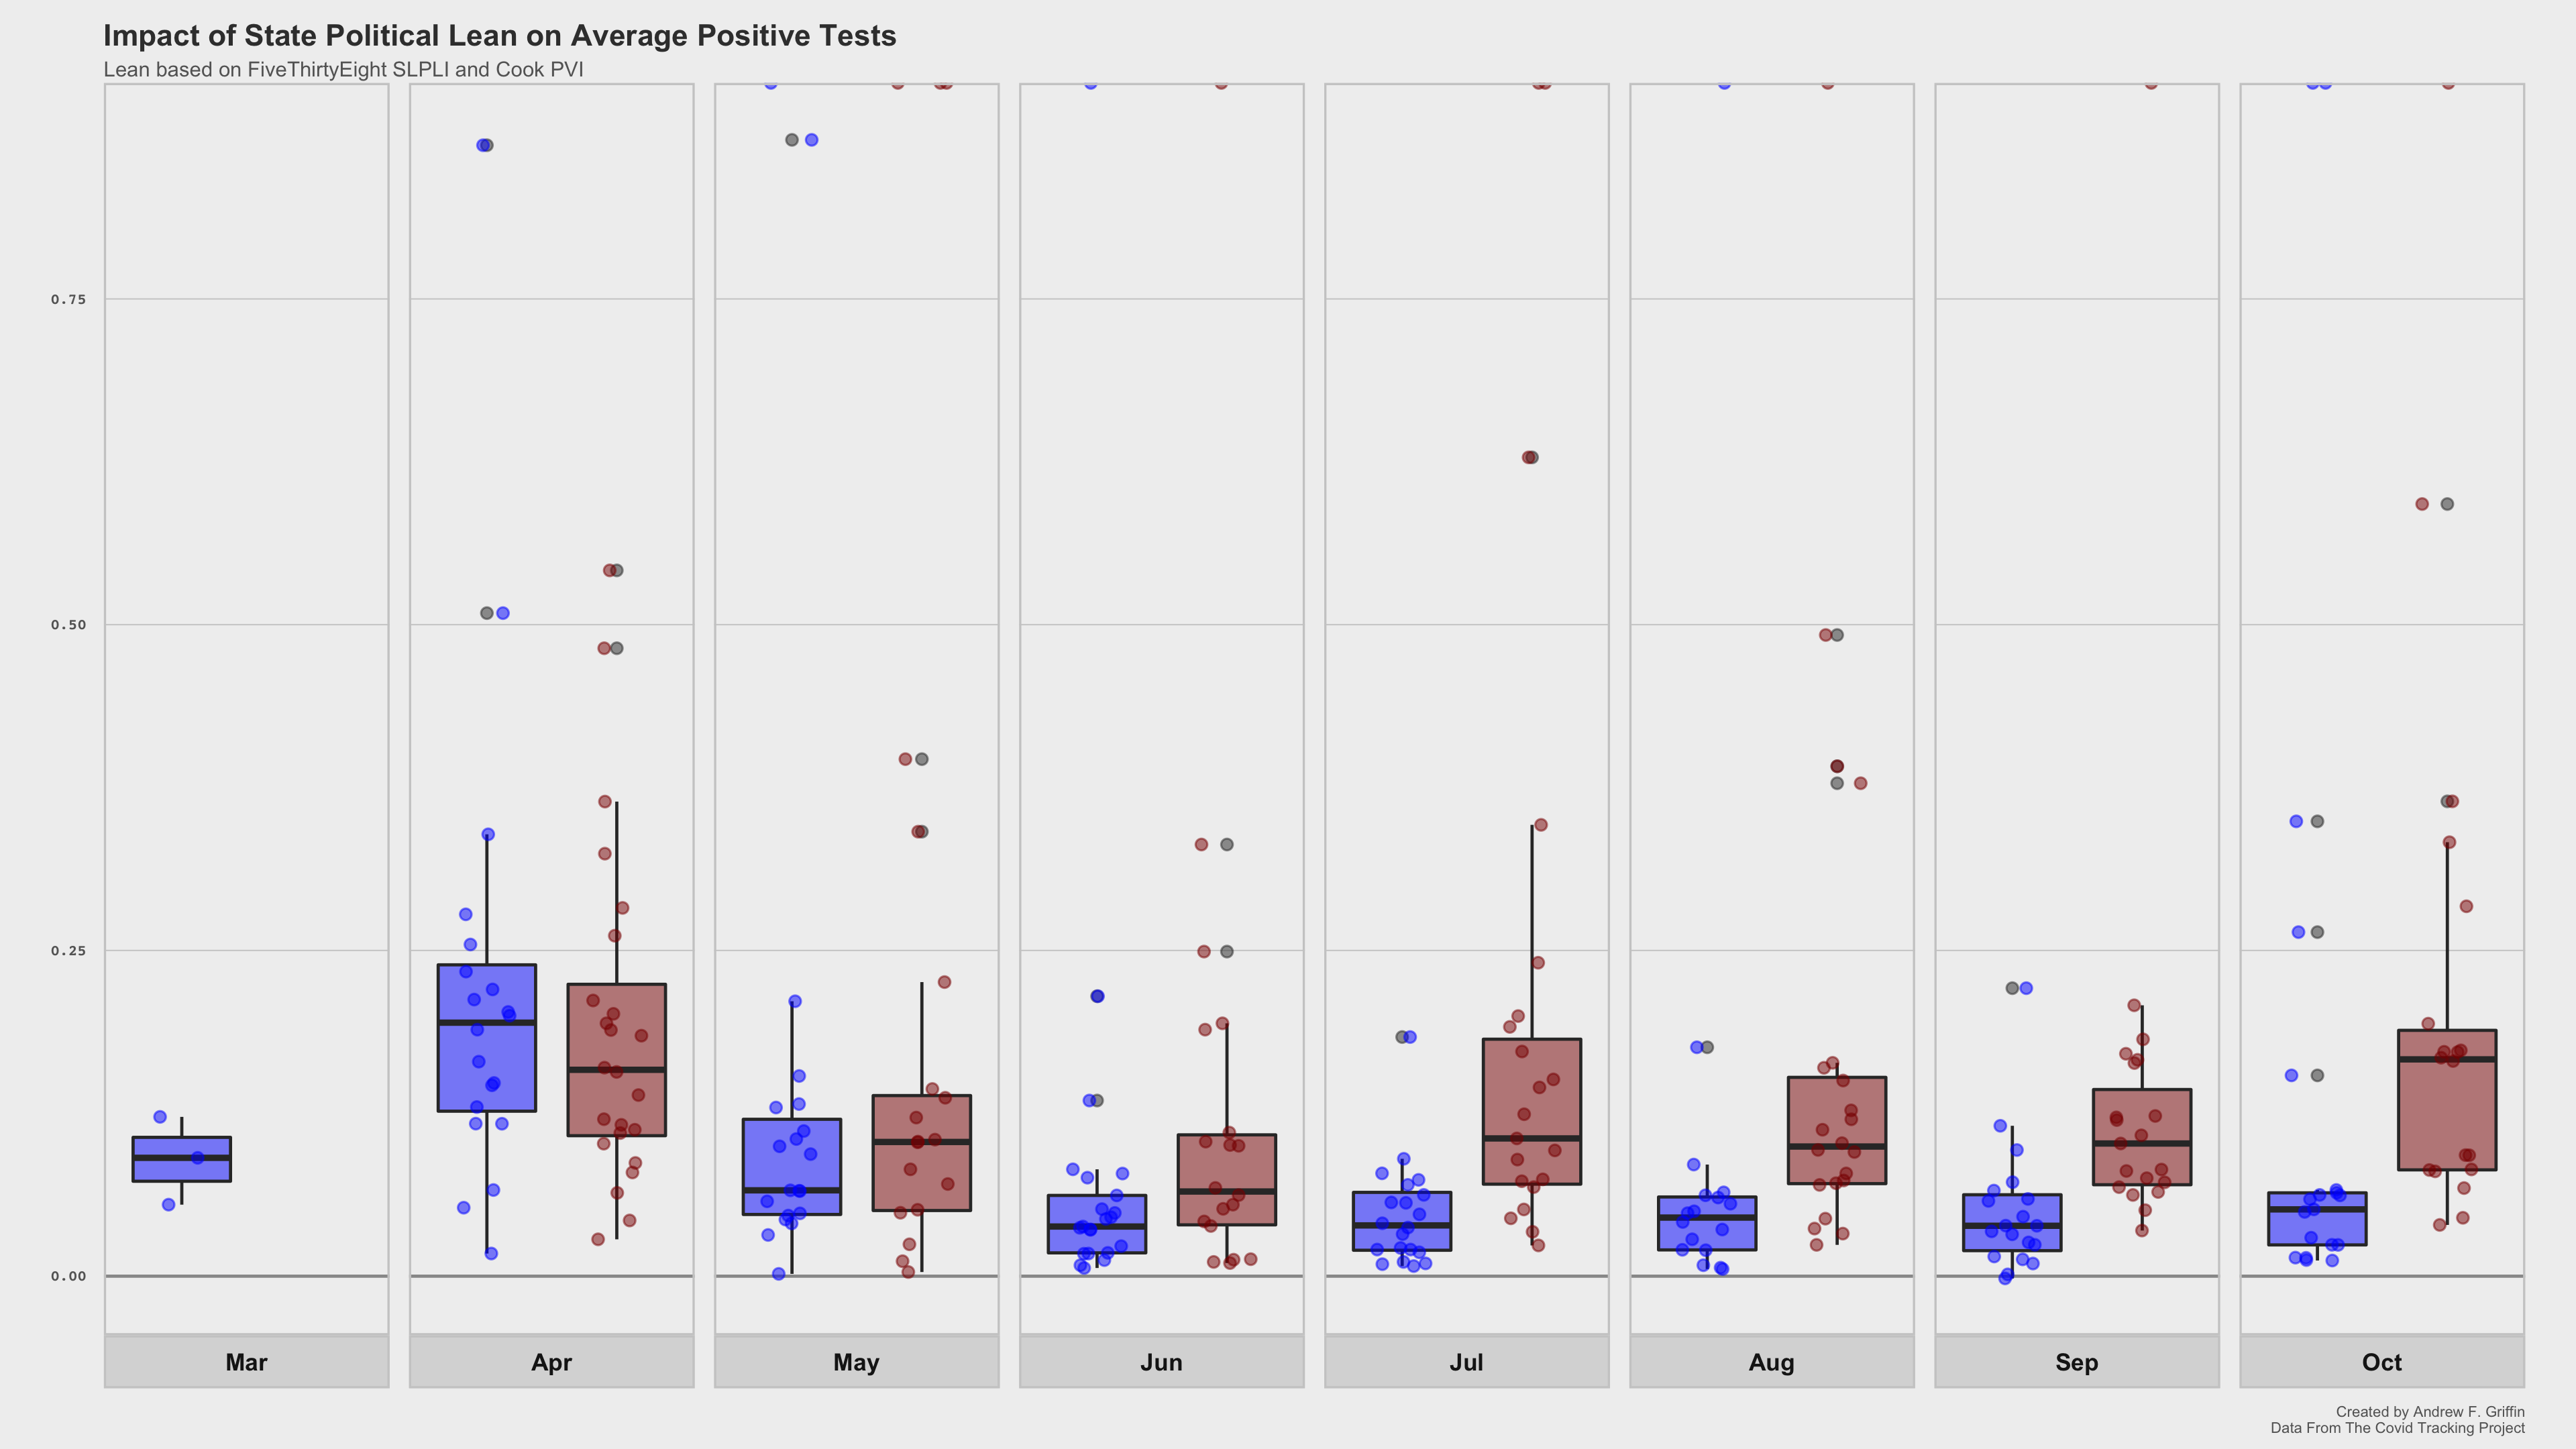 Impact of State Political Lean on Average Positive Tests
Lean based on FiveThirtyEight SLPLI and Cook PVI
0.75
0.50
0.25
0.00
Mar Apr May Jun Jul Aug Sep Oct
Created by Andrew F. Griffin
Data From The Covid Tracking Project